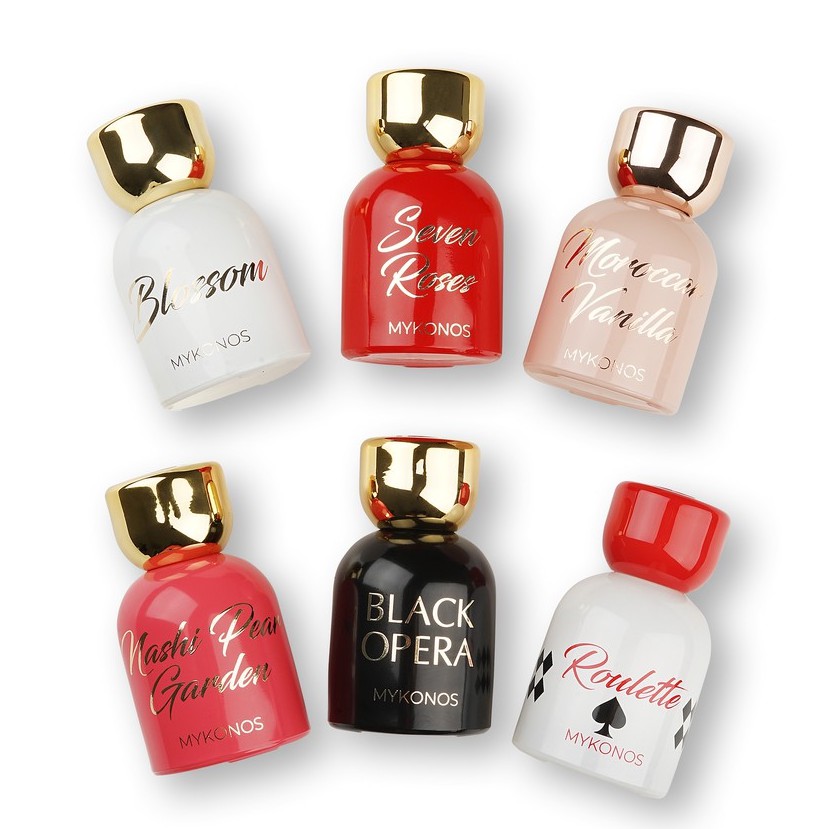 Blossom
MYKONOS
Seven
Roses
MYKONOS
Moroccan
Vanilla
MYKONOS
Nashi Pear
Garden
MYKONOS
BLACK
OPERA
MYKONOS
Roulette
MYKONOS